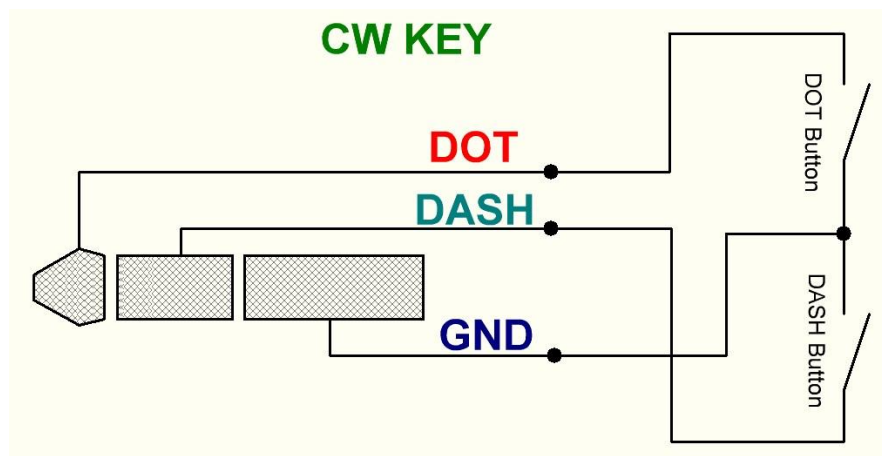 CW KEY
DOT
DASH
GND
DOT Button
DASH Button